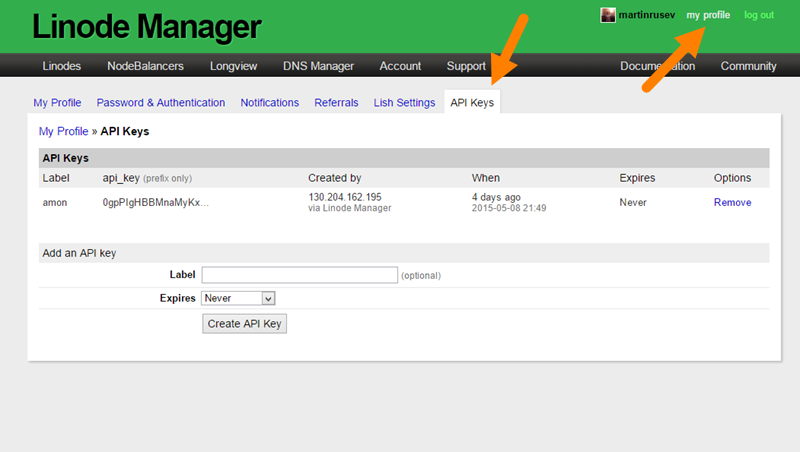 Linode Manager
martinrusev my profile log out
Linodes NodeBalancers Longview DNS Manager Account Support Documentation Community
My Profile Password & Authentication Notifications Referrals Lish Settings API Keys
My Profile » API Keys
API Keys
Label api_key (prefix only) Created by When Expires Options
amon 0gpPIgHBBMnaMyKx... 130.204.162.195 4 days ago Never Remove
via Linode Manager 2015-05-08 21:49
Add an API key
Label (optional)
Expires Never
Create API Key